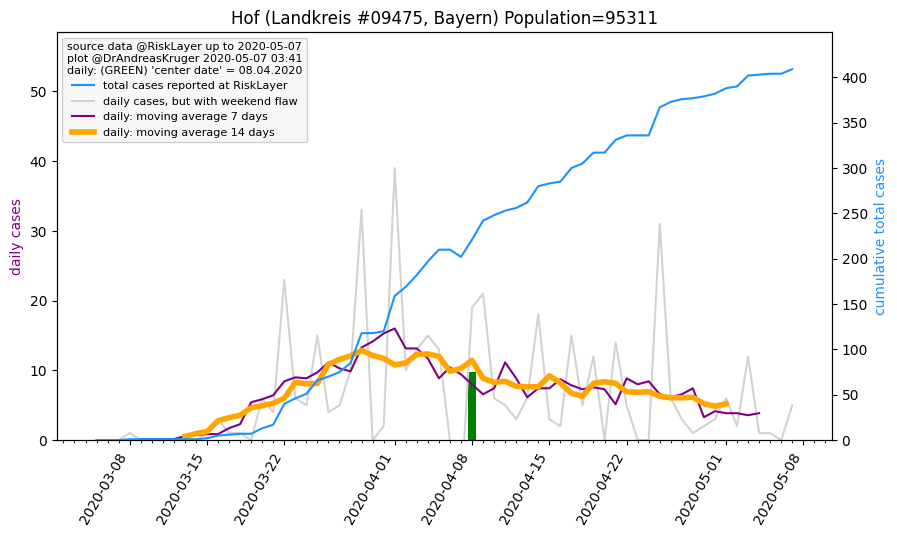 Hof (Landkreis #09475, Bayern) Population=95311
source data @RiskLayer up to 2020-05-07
plot @DrAndreasKruger 2020-05-07 03:41
daily: (GREEN) 'center date' = 08.04.2020
total cases reported at RiskLayer
daily cases, but with weekend flaw
daily: moving average 7 days
daily: moving average 14 days
daily cases
50
40
30
20
10
0
cumulative total cases
400
350
300
250
200
150
100
50
0
2020-03-08
2020-03-15
2020-03-22
2020-04-01
2020-04-08
2020-04-15
2020-04-22
2020-05-01
2020-05-08